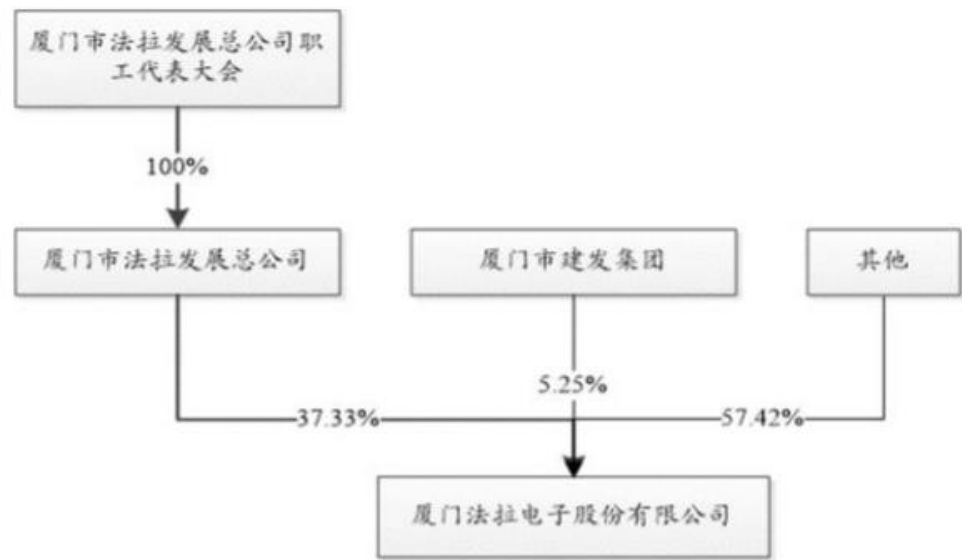 厦门市法拉发展总公司职
工代表大会
100%
厦门市法拉发展总公司
厦门市建发集团
其他
5.25%
37.33%
57.42%
厦门法拉电子股份有限公司